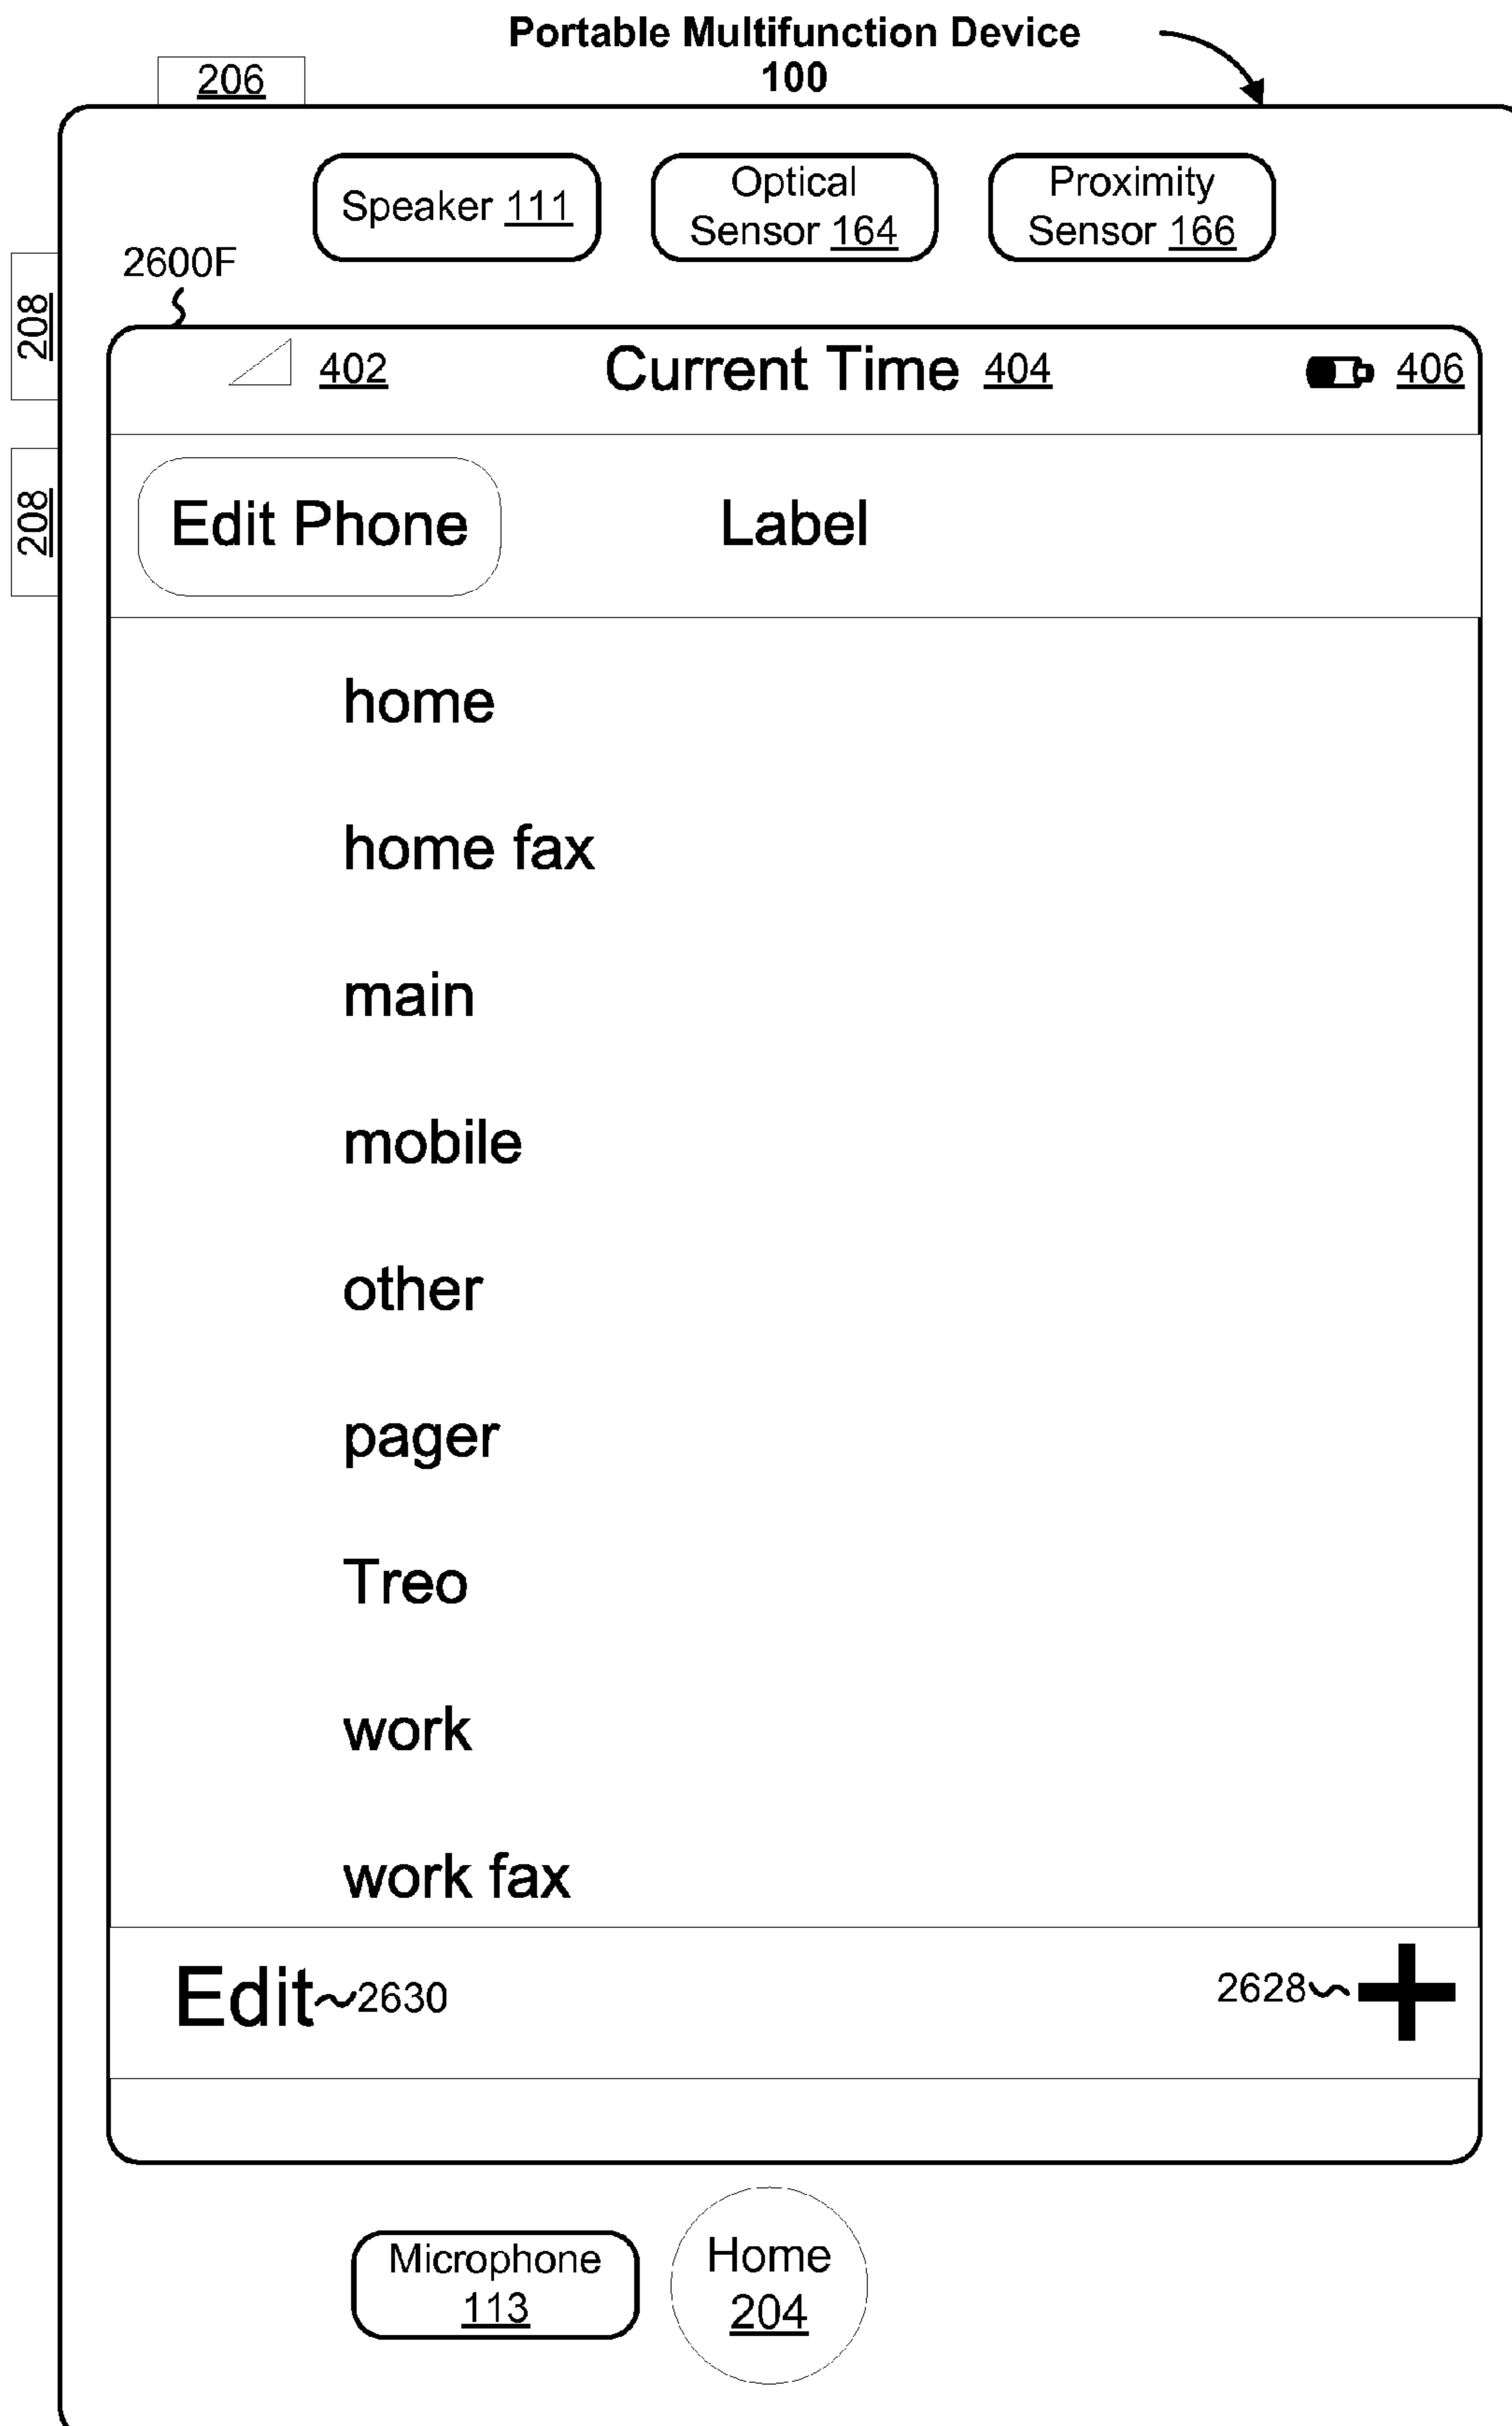 Portable Multifunction Device
100
206
Speaker 111
Optical
Sensor 164
Proximity
Sensor 166
2600F
208
208
402
Current Time 404
406
Edit Phone
Label
home
home fax
main
mobile
other
pager
Treo
work
work fax
Edit
2630
2628
Microphone
113
Home
204